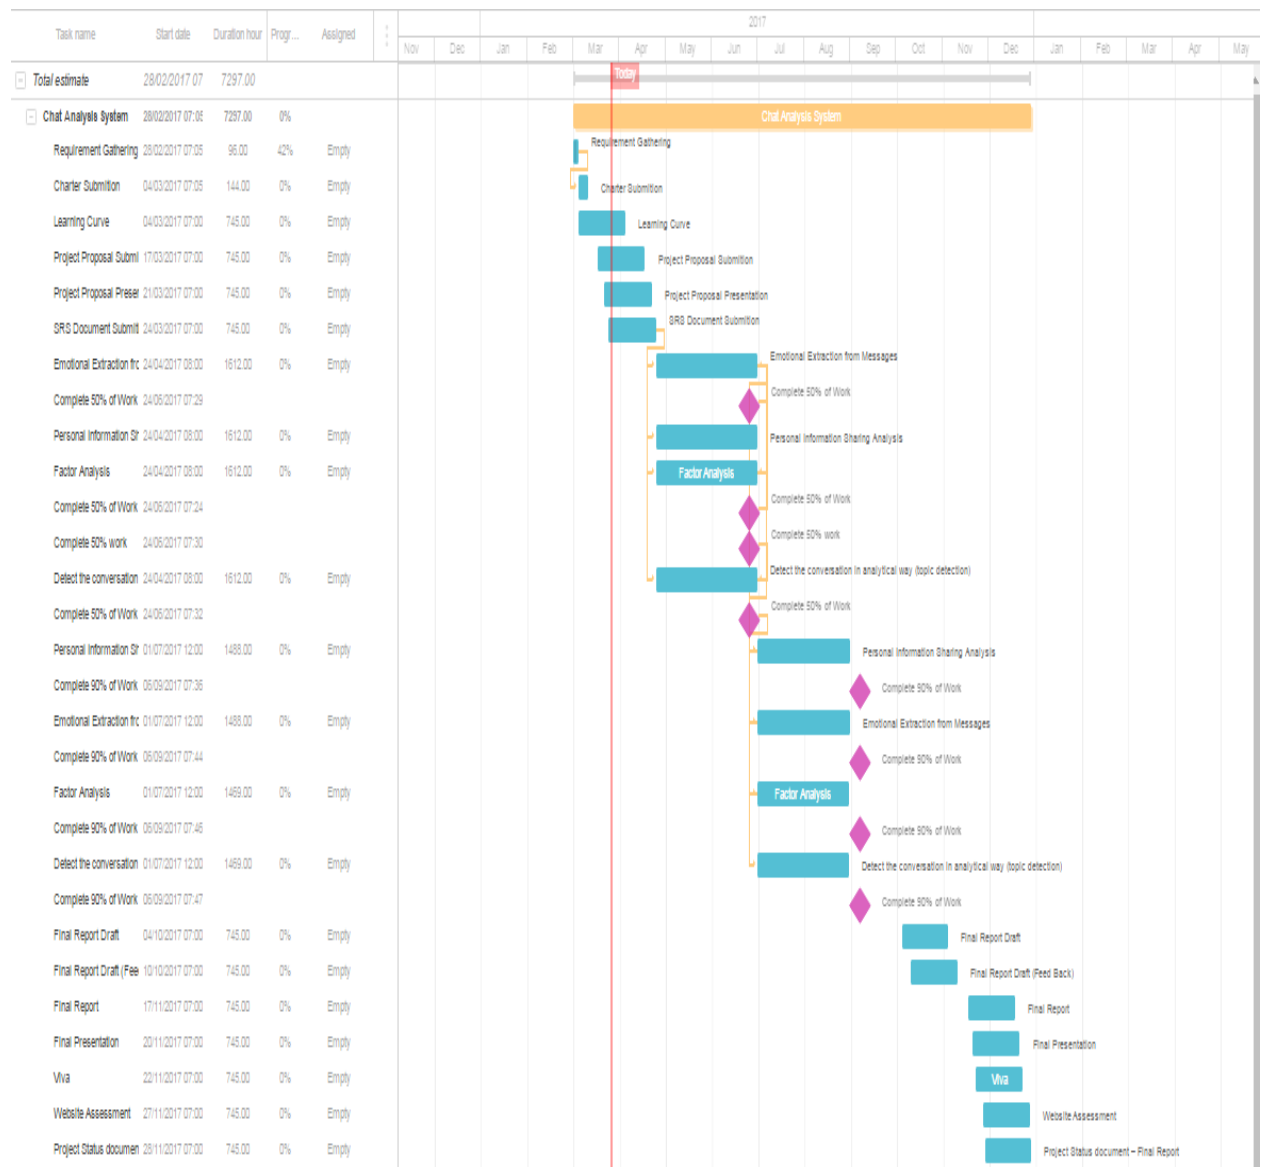 2017
Task name Start date Duration hour Progr... Assigned
Nov Dec Jan Feb Mar Apr May Jun Jul Aug Sep Oct Nov Dec Jan Feb Mar Apr May
Total estimate 28/02/2017 07 7297.00 Today
Chat Analysis System 28/02/2017 07:05 7297.00 0% Chat Analysis System
Requirement Gathering 28/02/2017 07:05 96.00 42% Empty Requirement Gathering
Charter Submition 04/03/2017 07:05 144.00 0% Empty Charter Submition
Learning Curve 04/03/2017 07:00 745.00 0% Empty Learning Curve
Project Proposal Submi 17/03/2017 07:00 745.00 0% Empty Project Proposal Submition
Project Proposal Preser 21/03/2017 07:00 745.00 0% Empty Project Proposal Presentation
SRS Document Submiti 24/03/2017 07:00 745.00 0% Empty SRS Document Submition
Emotional Extraction frc 24/04/2017 08:00 1612.00 0% Empty Emotional Extraction from Messages
Complete 50% of Work 24/06/2017 07:29 Complete 50% of Work
Personal Information Sr 24/04/2017 08:00 1612.00 0% Empty Personal Information Sharing Analysis
Factor Analysis 24/04/2017 08:00 1612.00 0% Empty Factor Analysis
Complete 50% of Work 24/06/2017 07:24 Complete 50% of Work
Complete 50% work 24/06/2017 07:30 Complete 50% work
Detect the conversation 24/04/2017 08:00 1612.00 0% Empty Detect the conversation in analytical way (topic detection)
Complete 50% of Work 24/06/2017 07:32 Complete 50% of Work
Personal Information Sr 01/07/2017 12:00 1488.00 0% Empty Personal Information Sharing Analysis
Complete 90% of Work 06/09/2017 07:36 Complete 90% of Work
Emotional Extraction frc 01/07/2017 12:00 1488.00 0% Empty Emotional Extraction from Messages
Complete 90% of Work 06/09/2017 07:44 Complete 90% of Work
Factor Analysis 01/07/2017 12:00 1469.00 0% Empty Factor Analysis
Complete 90% of Work 06/09/2017 07:46 Complete 90% of Work
Detect the conversation 01/07/2017 12:00 1469.00 0% Empty Detect the conversation in analytical way (topic detection)
Complete 90% of Work 06/09/2017 07:47 Complete 90% of Work
Final Report Draft 04/10/2017 07:00 745.00 0% Empty Final Report Draft
Final Report Draft (Fee 10/10/2017 07:00 745.00 0% Empty Final Report Draft (Feed Back)
Final Report 17/11/2017 07:00 745.00 0% Empty Final Report
Final Presentation 20/11/2017 07:00 745.00 0% Empty Final Presentation
Viva 22/11/2017 07:00 745.00 0% Empty Viva
Website Assessment 27/11/2017 07:00 745.00 0% Empty Website Assessment
Project Status documen 28/11/2017 07:00 745.00 0% Empty Project Status document – Final Report